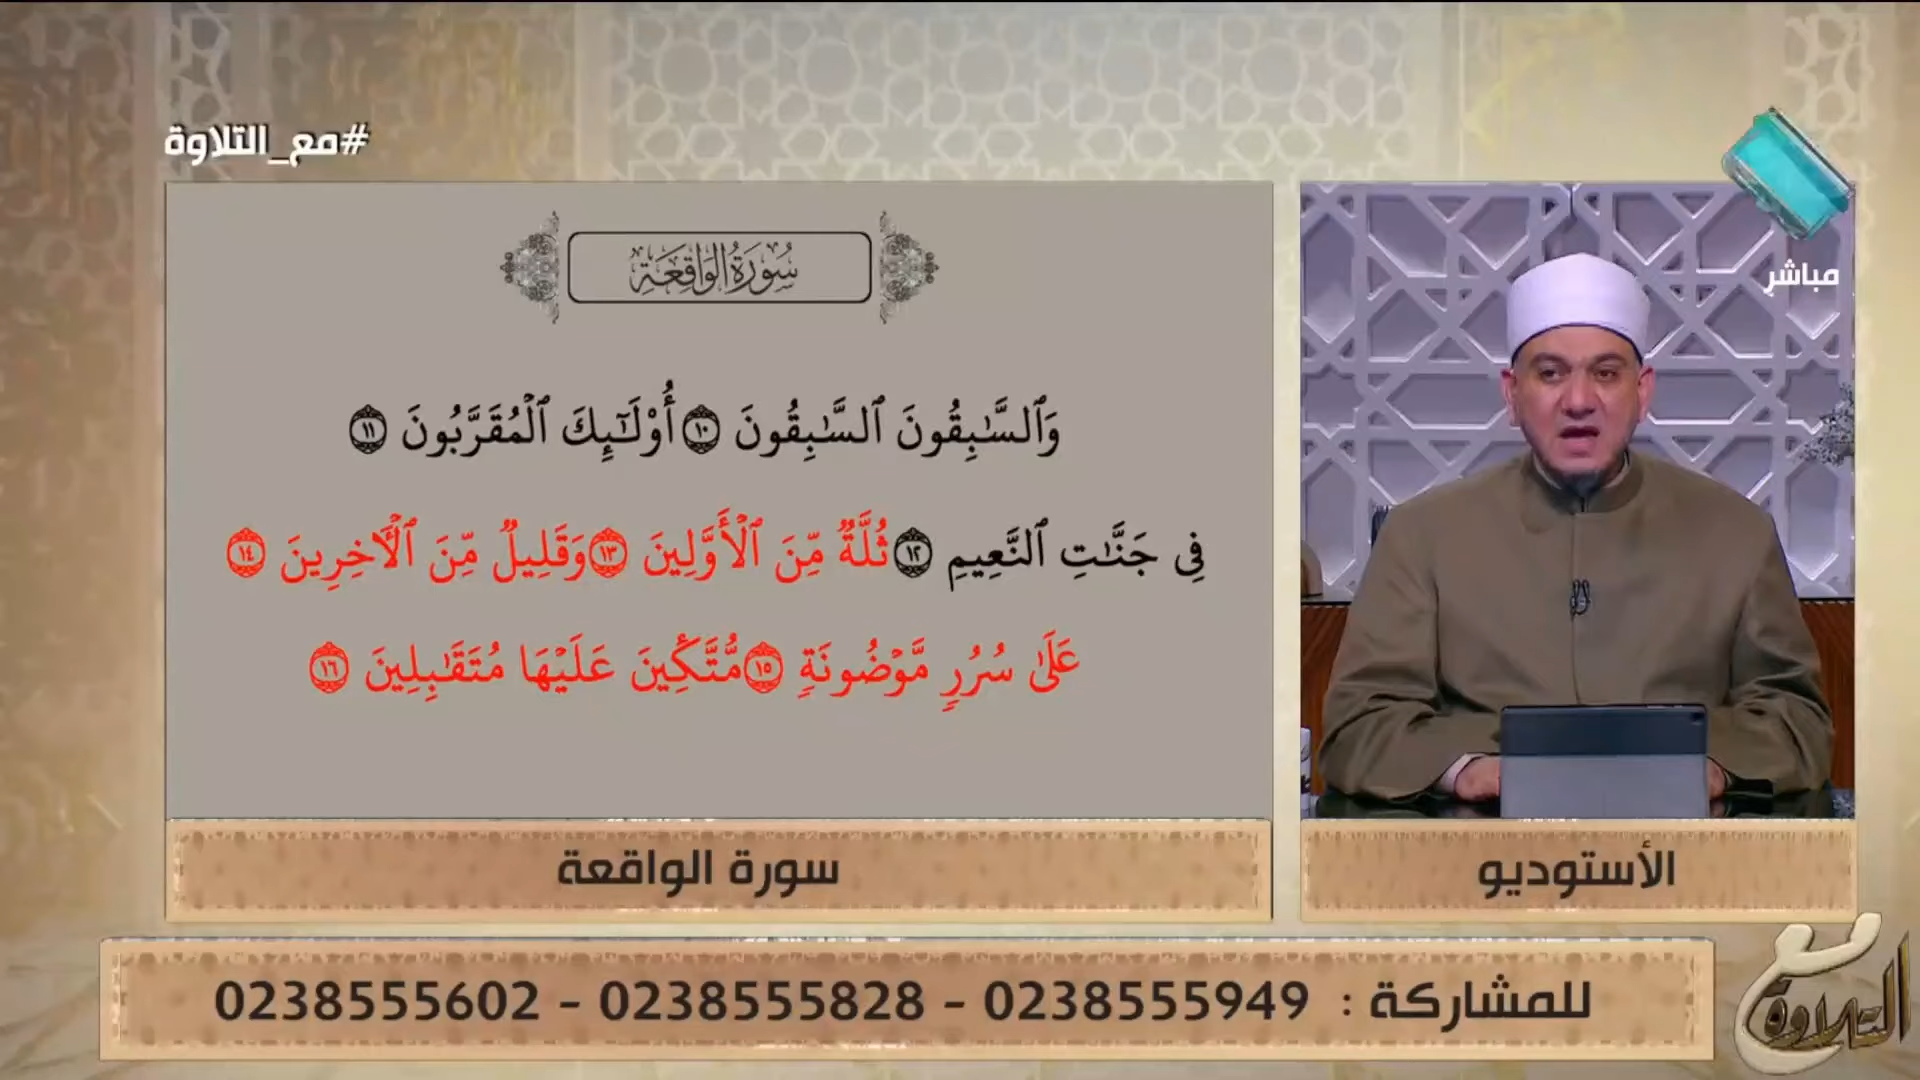 #مع_التلاوة
مباشر
سُورَةُ الوَاقِعَةِ
وَٱلسَّٰبِقُونَ ٱلسَّٰبِقُونَ ١٠ أُوْلَٰٓئِكَ ٱلْمُقَرَّبُونَ ١١
فِى جَنَّٰتِ ٱلنَّعِيمِ ١٢ ثُلَّةٌ مِّنَ ٱلْأَوَّلِينَ ١٣ وَقَلِيلٌ مِّنَ ٱلْأَخِرِينَ ١٤
عَلَىٰ سُرُرٍ مَّوْضُونَةٍ ١٥ مُّتَّكِـِٔينَ عَلَيْهَا مُتَقَٰبِلِينَ ١٦
سورة الواقعة
الأستوديو
للمشاركة : 0238555949 - 0238555828 - 0238555602
مع التلاوة